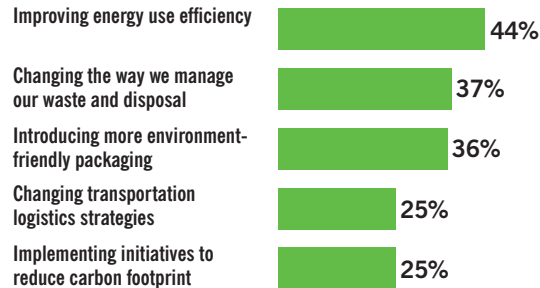 Improving energy use efficiency
44%
Changing the way we manage
our waste and disposal
37%
Introducing more environment-
friendly packaging
36%
Changing transportation
logistics strategies
25%
Implementing initiatives to
reduce carbon footprint
25%